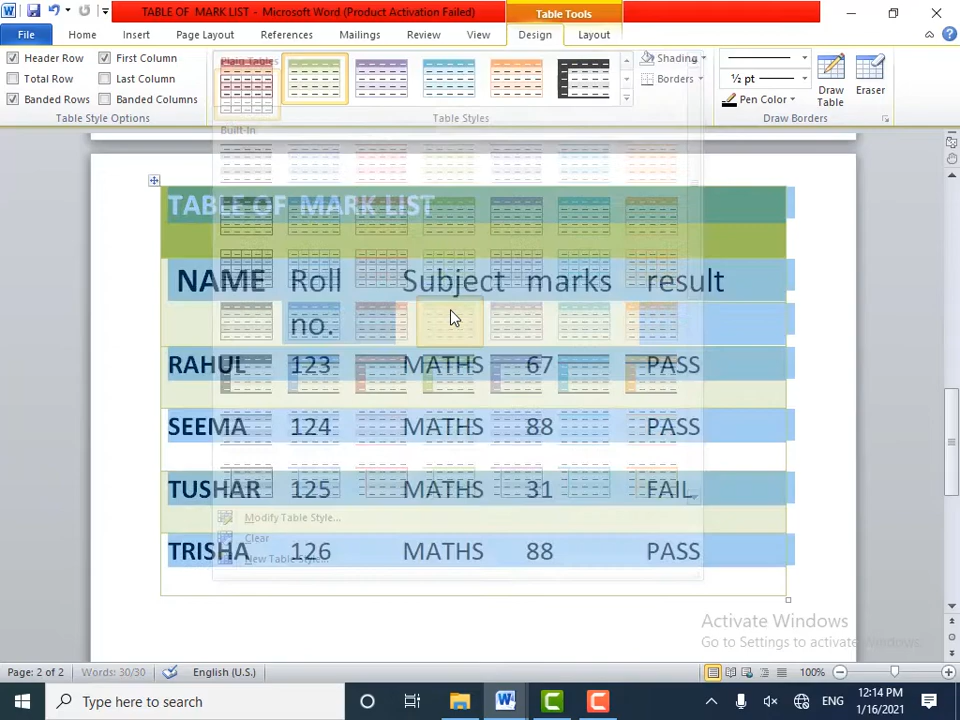 TABLE OF MARK LIST - Microsoft Word (Product Activation Failed)
Table Tools
File Home Insert Page Layout References Mailings Review View Design Layout
Header Row First Column
Total Row Last Column
Banded Rows Banded Columns
Table Style Options
Plain Tables
Built-In
Table Styles
Shading
Borders
½ pt
Pen Color
Draw Table
Eraser
Draw Borders
TABLE OF MARK LIST
NAME Roll no. Subject marks result
RAHUL 123 MATHS 67 PASS
SEEMA 124 MATHS 88 PASS
TUSHAR 125 MATHS 31 FAIL
TRISHA 126 MATHS 88 PASS
Modify Table Style...
Clear
New Table Style...
Activate Windows
Go to Settings to activate Windows.
Page: 2 of 2 Words: 30/30 English (U.S.) 100%
Type here to search
ENG
12:14 PM
1/16/2021